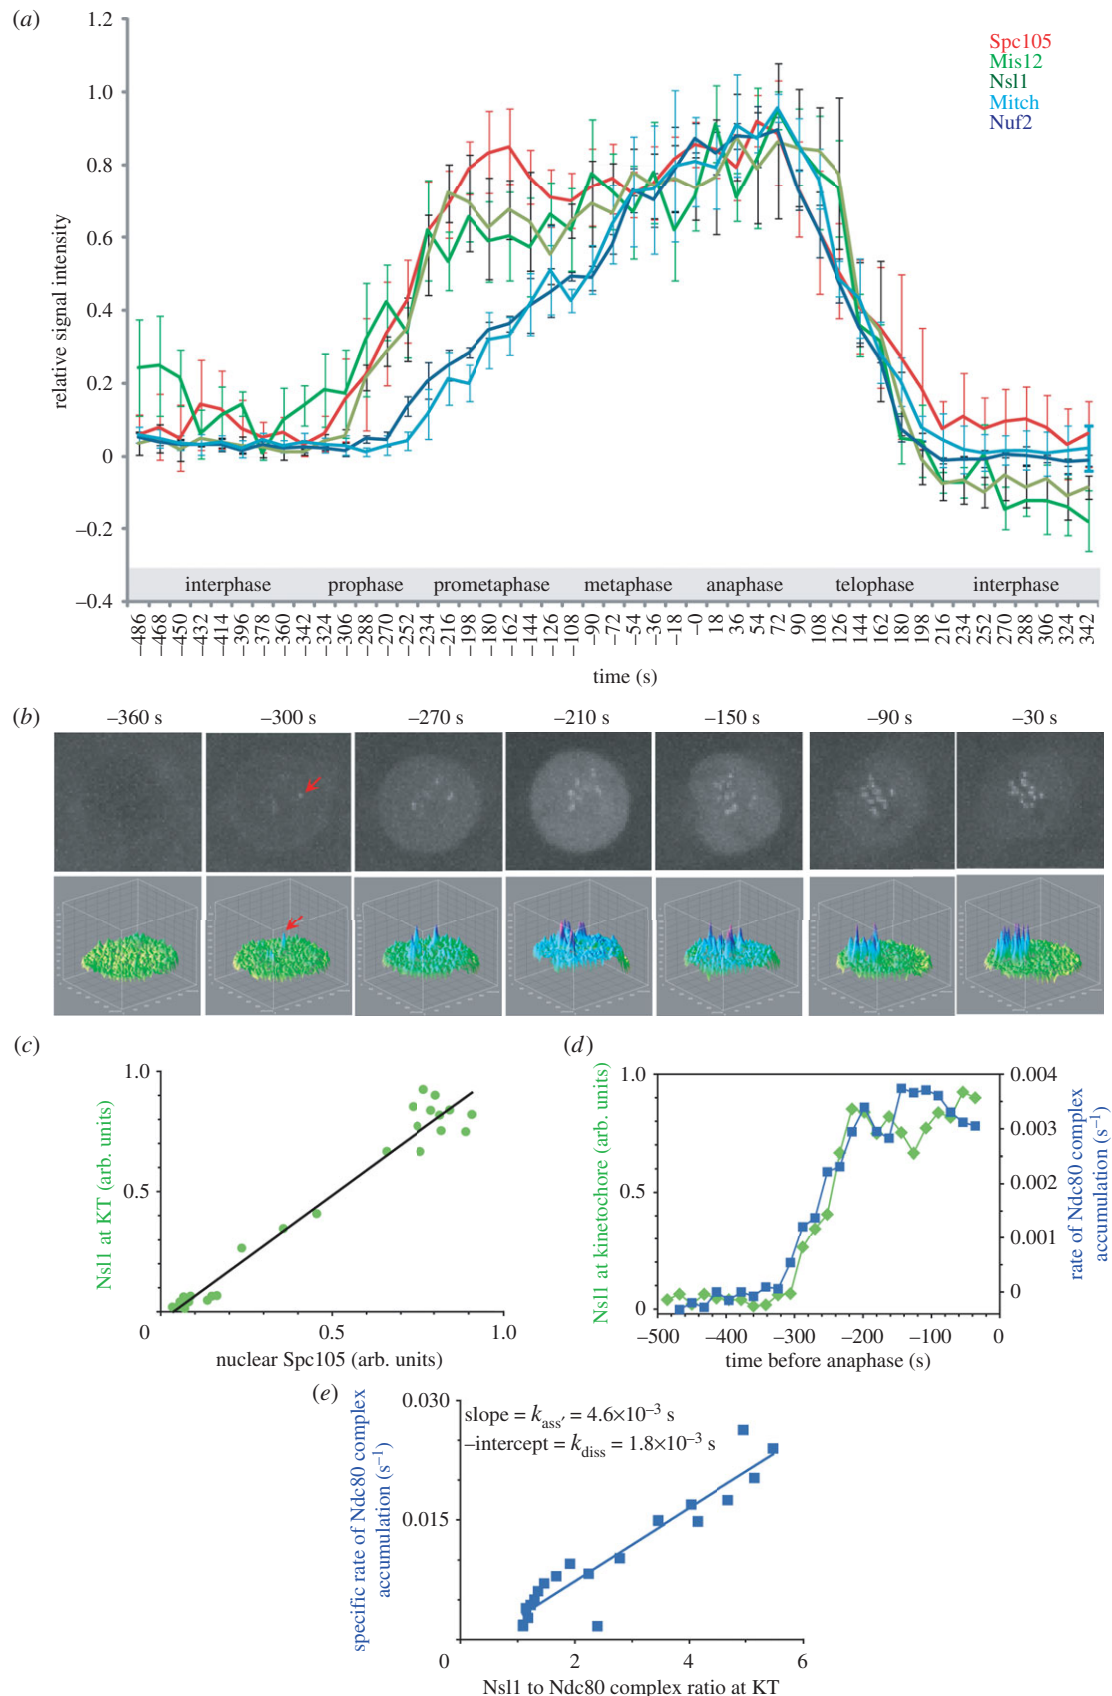 (a)
1.2
1.0
0.8
0.6
0.4
0.2
0
−0.2
−0.4
relative signal intensity
Spc105
Mis12
Nsl1
Mitch
Nuf2
interphase prophase prometaphase metaphase anaphase telophase interphase
−486 −468 −450 −432 −414 −396 −378 −360 −342 −324 −306 −288 −270 −252 −234 −216 −198 −180 −162 −144 −126 −108 −90 −72 −54 −36 −18 −0 18 36 54 72 90 108 126 144 162 180 198 216 234 252 270 288 306 324 342
time (s)
(b)
−360 s −300 s −270 s −210 s −150 s −90 s −30 s
(c)
1.0
0.5
0
Nsl1 at KT (arb. units)
0 0.5 1.0
nuclear Spc105 (arb. units)
(d)
1.0
0.5
0
Nsl1 at kinetochore (arb. units)
0.004
0.003
0.002
0.001
0
rate of Ndc80 complex
accumulation (s−1)
−500 −400 −300 −200 −100 0
time before anaphase (s)
(e)
0.030
0.015
specific rate of Ndc80 complex
accumulation (s−1)
slope = kass′ = 4.6×10−3 s
−intercept = kdiss = 1.8×10−3 s
0 2 4 6
Nsl1 to Ndc80 complex ratio at KT